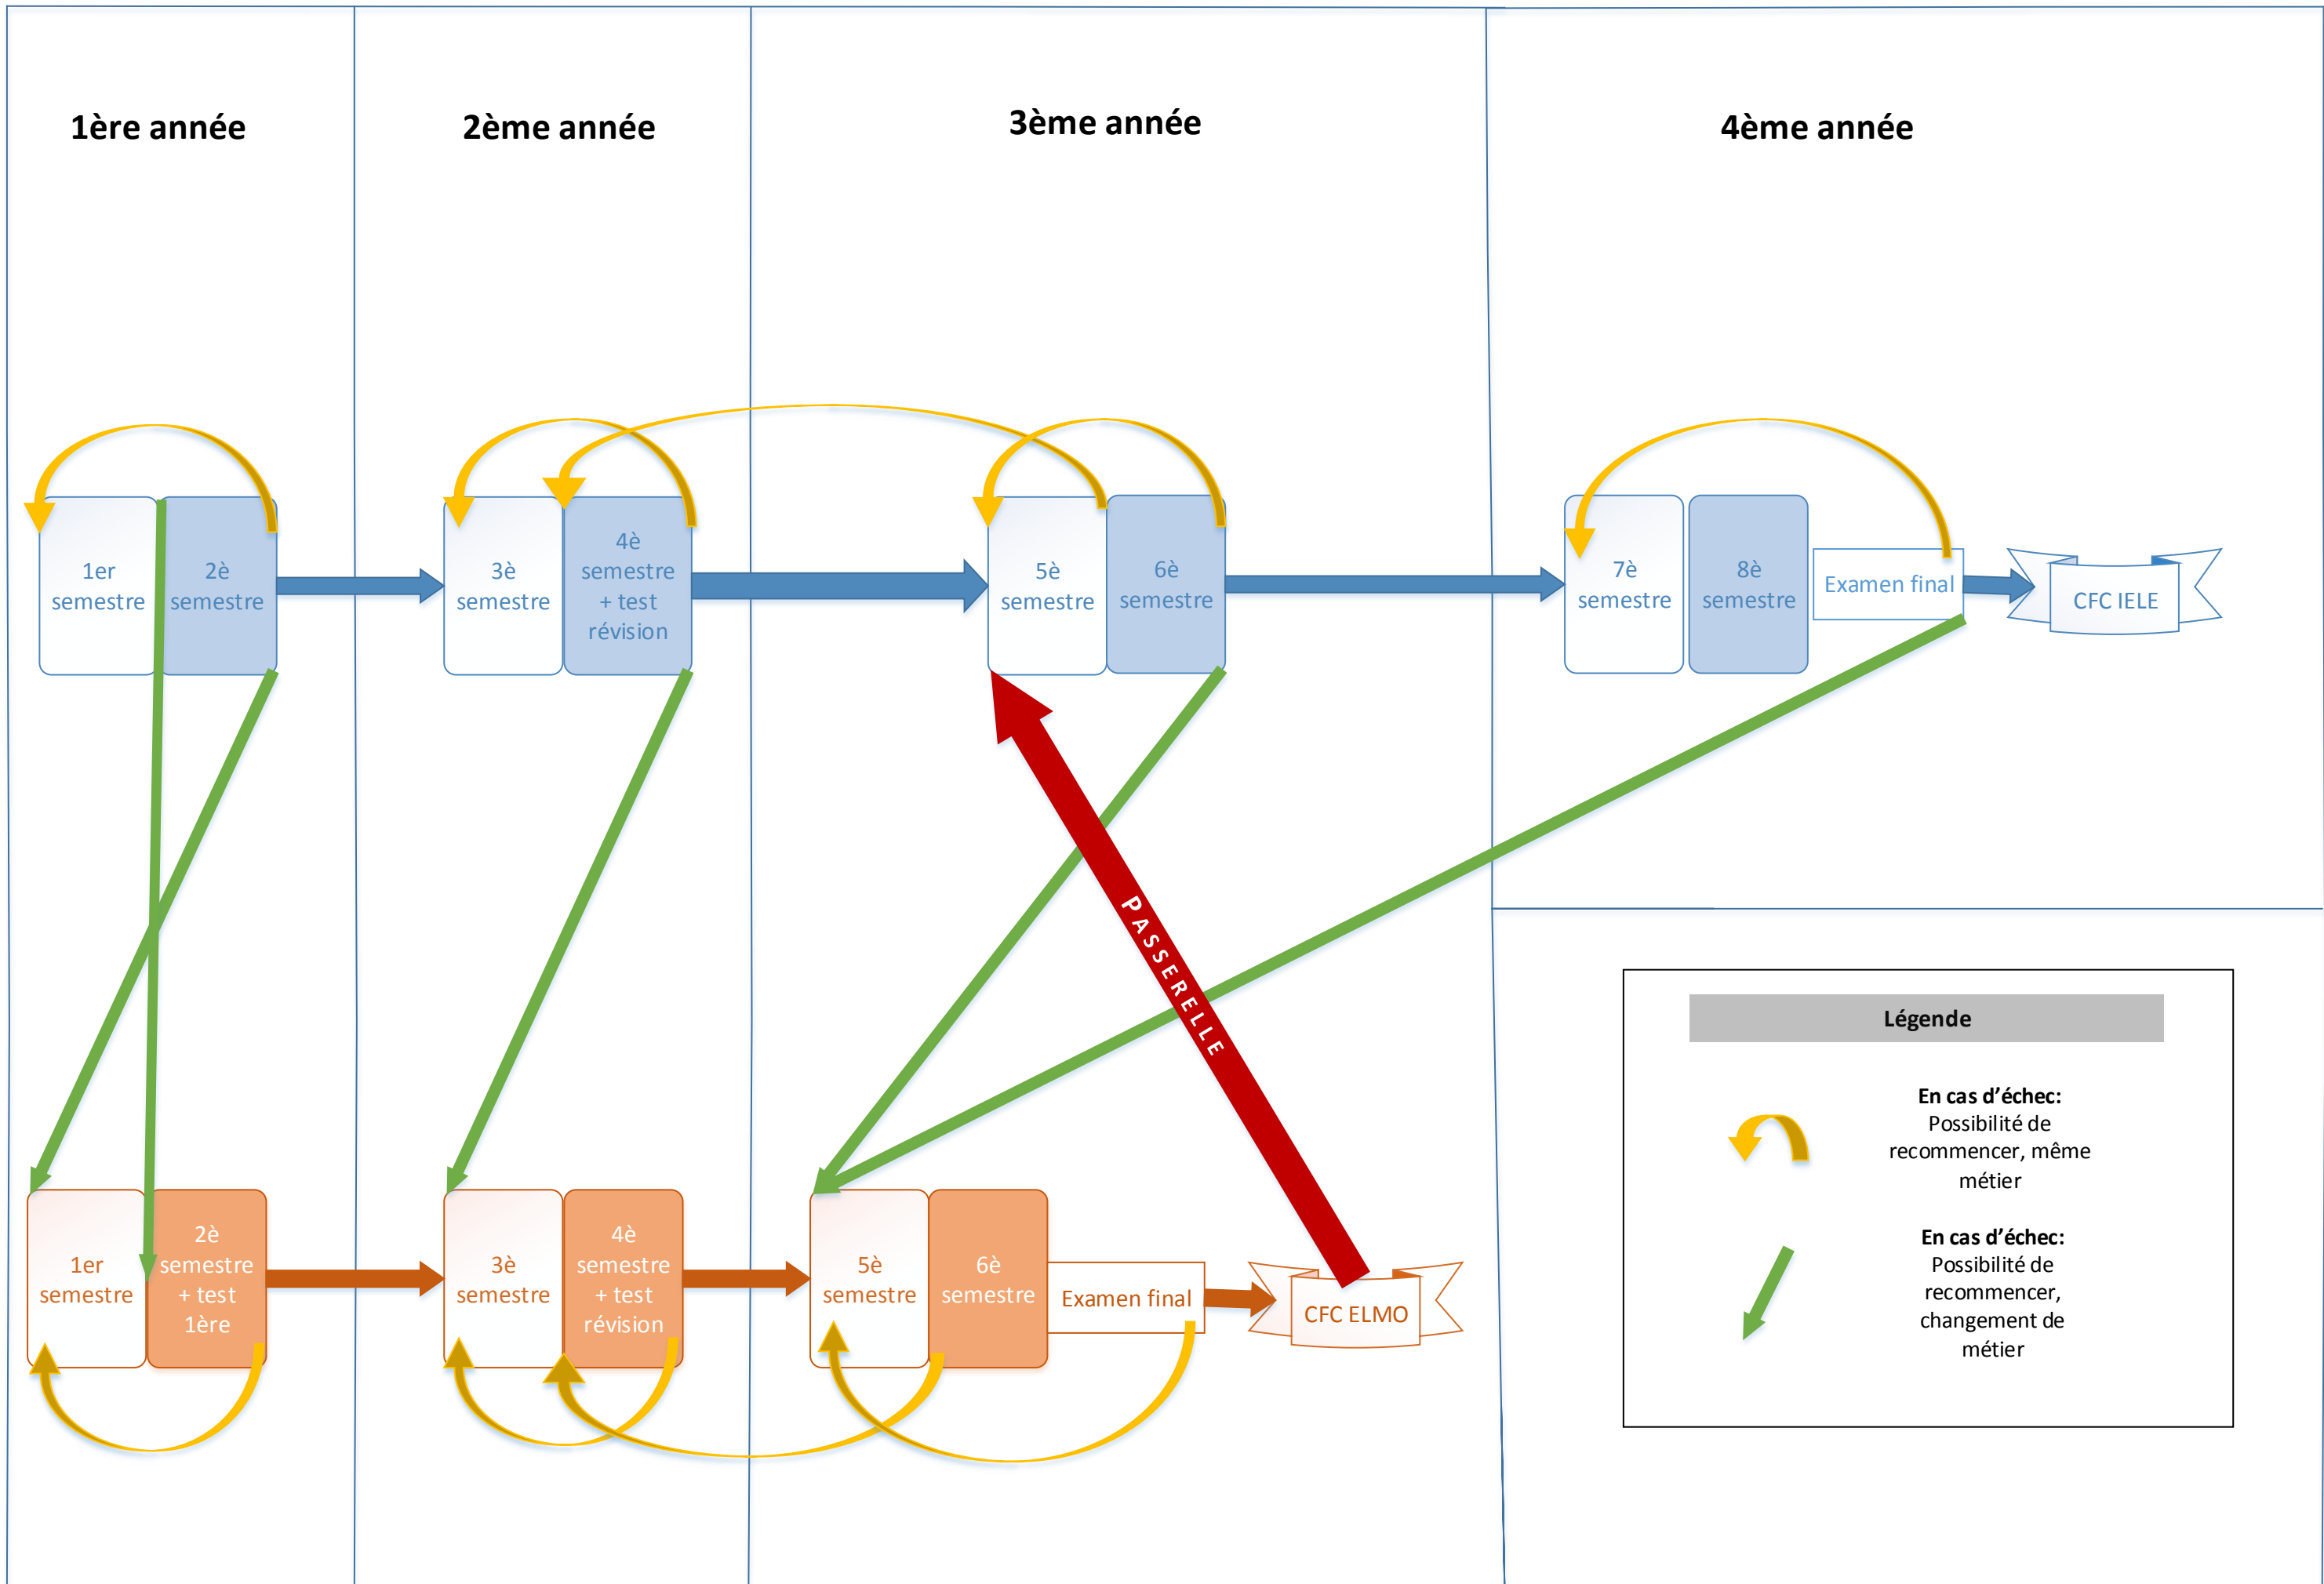 1ère année
2ème année
3ème année
4ème année
1er
semestre
2è
semestre
3è
semestre
4è
semestre
+ test
révision
5è
semestre
6è
semestre
7è
semestre
8è
semestre
Examen final
CFC IELE
PASSERELLE
1er
semestre
2è
semestre
+ test
1ère
3è
semestre
4è
semestre
+ test
révision
5è
semestre
6è
semestre
Examen final
CFC ELMO
Légende
En cas d’échec:
Possibilité de
recommencer, même
métier
En cas d’échec:
Possibilité de
recommencer,
changement de
métier